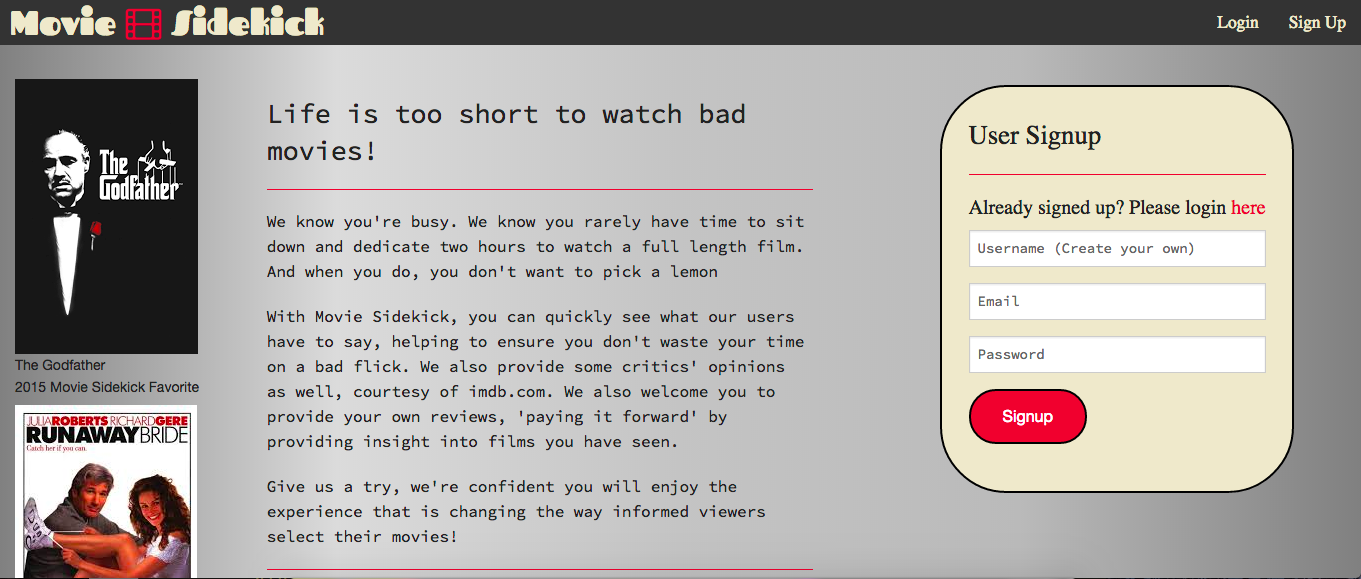 Movie Sidekick
Login
Sign Up
The
Godfather
The Godfather
2015 Movie Sidekick Favorite
JULIAROBERTS RICHARDGERE
RUNAWAYBRIDE
Catch her if you can.
Life is too short to watch bad
movies!
We know you're busy. We know you rarely have time to sit
down and dedicate two hours to watch a full length film.
And when you do, you don't want to pick a lemon
With Movie Sidekick, you can quickly see what our users
have to say, helping to ensure you don't waste your time
on a bad flick. We also provide some critics' opinions
as well, courtesy of imdb.com. We also welcome you to
provide your own reviews, 'paying it forward' by
providing insight into films you have seen.
Give us a try, we're confident you will enjoy the
experience that is changing the way informed viewers
select their movies!
User Signup
Already signed up? Please login here
Username (Create your own)
Email
Password
Signup